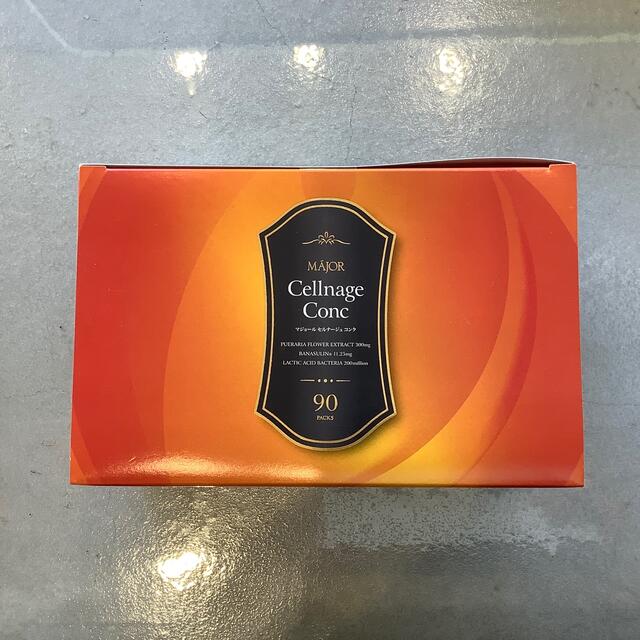 MÁJOR
Cellnage
Conc
マジョール セルナージュ コンク
PUERARIA FLOWER EXTRACT 300mg
BANASULIN® 11.25mg
LACTIC ACID BACTERIA 200million
90
PACKS